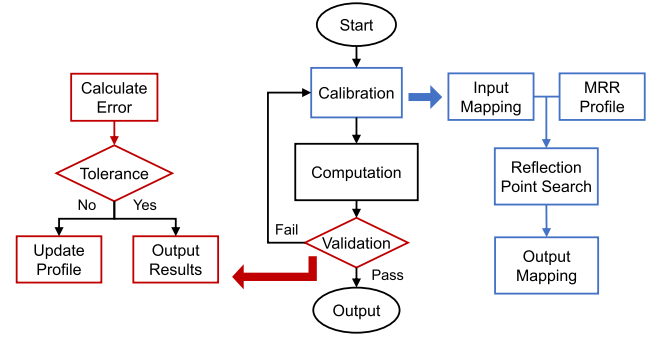 Start
Calibration
Computation
Validation
Fail
Pass
Output
Input
Mapping
MRR
Profile
Reflection
Point Search
Output
Mapping
Calculate
Error
Tolerance
No
Yes
Update
Profile
Output
Results